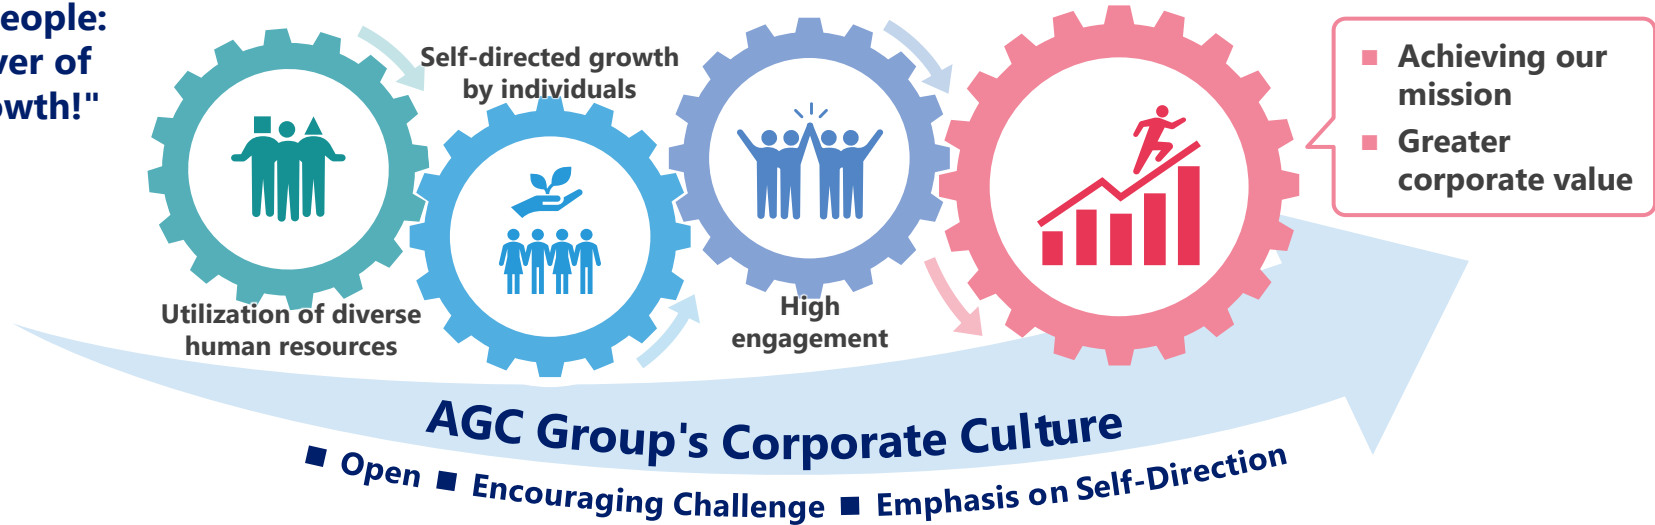 eople:
ver of
owth!"
Self-directed growth
by individuals
Utilization of diverse
human resources
High
engagement
■ Achieving our
mission
■ Greater
corporate value
AGC Group's Corporate Culture
■ Open ■ Encouraging Challenge ■ Emphasis on Self-Direction